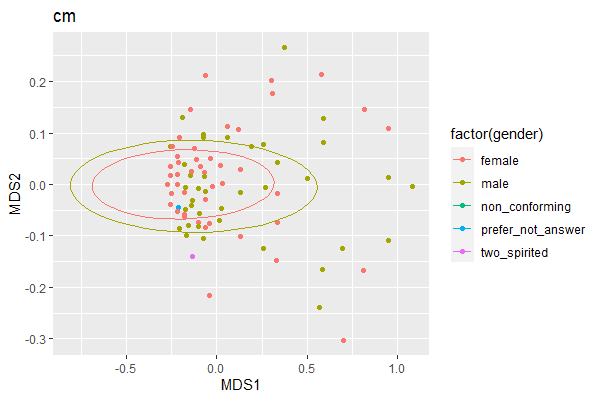 cm
0.2
0.1
0.0
-0.1
-0.2
-0.3
MDS2
-0.5
0.0
0.5
1.0
MDS1
factor(gender)
female
male
non_conforming
prefer_not_answer
two_spirited